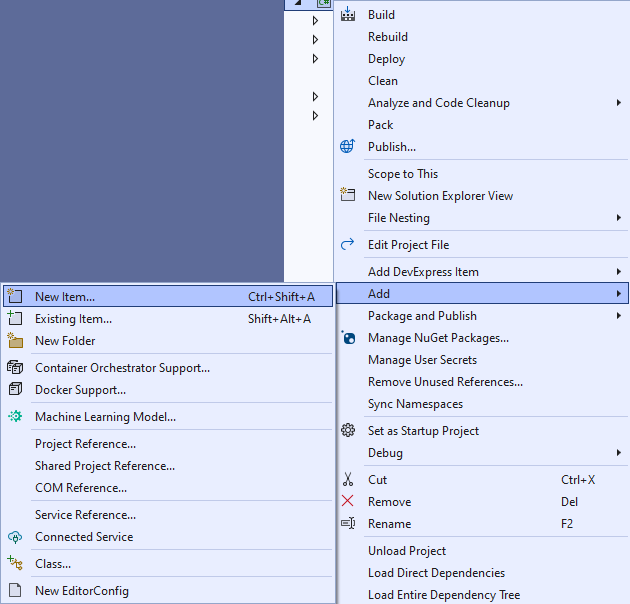 C#
Build
Rebuild
Deploy
Clean
Analyze and Code Cleanup
Pack
Publish...
Scope to This
New Solution Explorer View
File Nesting
Edit Project File
Add DevExpress Item
Add
Package and Publish
Manage NuGet Packages...
Manage User Secrets
Remove Unused References...
Sync Namespaces
Set as Startup Project
Debug
Cut Ctrl+X
Remove Del
Rename F2
Unload Project
Load Direct Dependencies
Load Entire Dependency Tree
New Item... Ctrl+Shift+A
Existing Item... Shift+Alt+A
New Folder
Container Orchestrator Support...
Docker Support...
Machine Learning Model...
Project Reference...
Shared Project Reference...
COM Reference...
Service Reference...
Connected Service
Class...
New EditorConfig